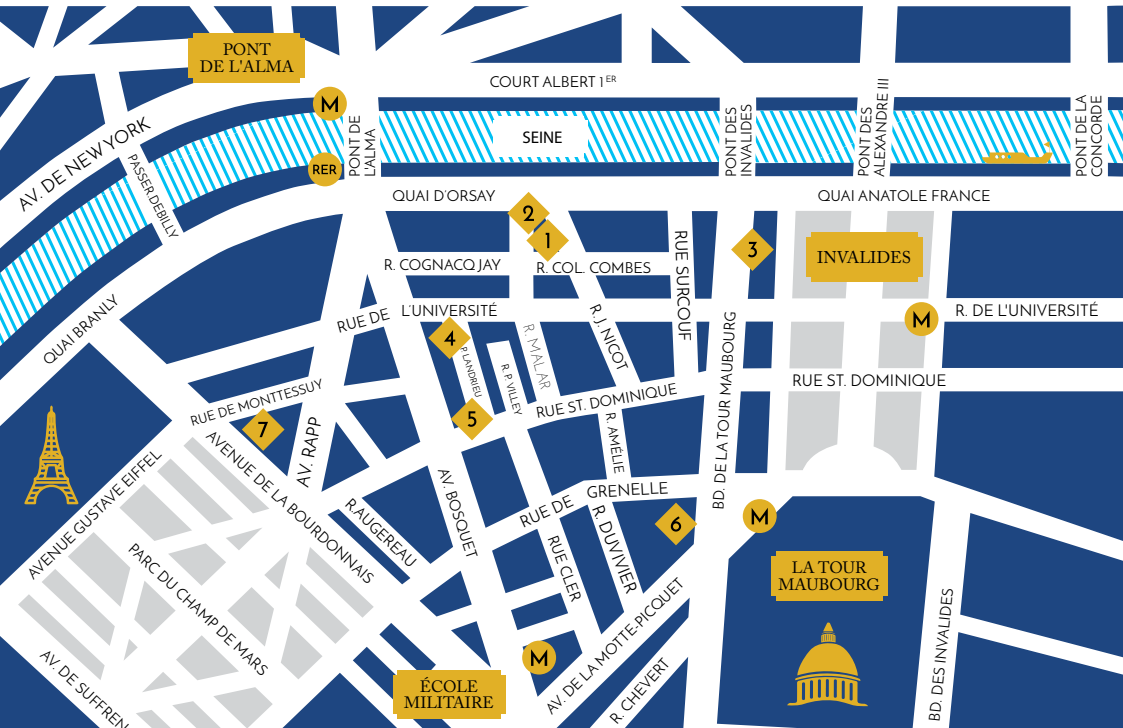 PONT
DE L'ALMA
COURT ALBERT 1ER
M
AV. DE NEW YORK
PASSER.DEBILLY
RER
PONT DE
L'ALMA
SEINE
PONT DES
INVALIDES
PONT DES
ALEXANDRE III
PONT DE LA
CONCORDE
QUAI D'ORSAY
QUAI ANATOLE FRANCE
2
1
3
INVALIDES
R. COGNACQ JAY
R. COL. COMBES
RUE SURCOUF
QUAI BRANLY
RUE DE
L'UNIVERSITÉ
R. DE L'UNIVERSITÉ
M
4
P LANDRIEU
R. P. VILLEY
R. MALAR
R.J. NICOT
BD. DE LA TOUR MAUBOURG
RUE DE MONTTESSUY
RUE ST. DOMINIQUE
RUE ST. DOMINIQUE
5
7
AV. RAPP
R. AMÉLIE
AVENUE DE LA BOURDONNAIS
AVENUE GUSTAVE EIFFEL
R.AUGEREAU
AV. BOSQUET
RUE DE
GRENELLE
6
M
R. DUVIVIER
RUE CLER
PARC DU CHAMP DE MARS
LA TOUR
MAUBOURG
AV. DE LA MOTTE-PICQUET
R. CHEVERT
BD. DES INVALIDES
M
ÉCOLE
MILITAIRE
AV. DE SUFFREN